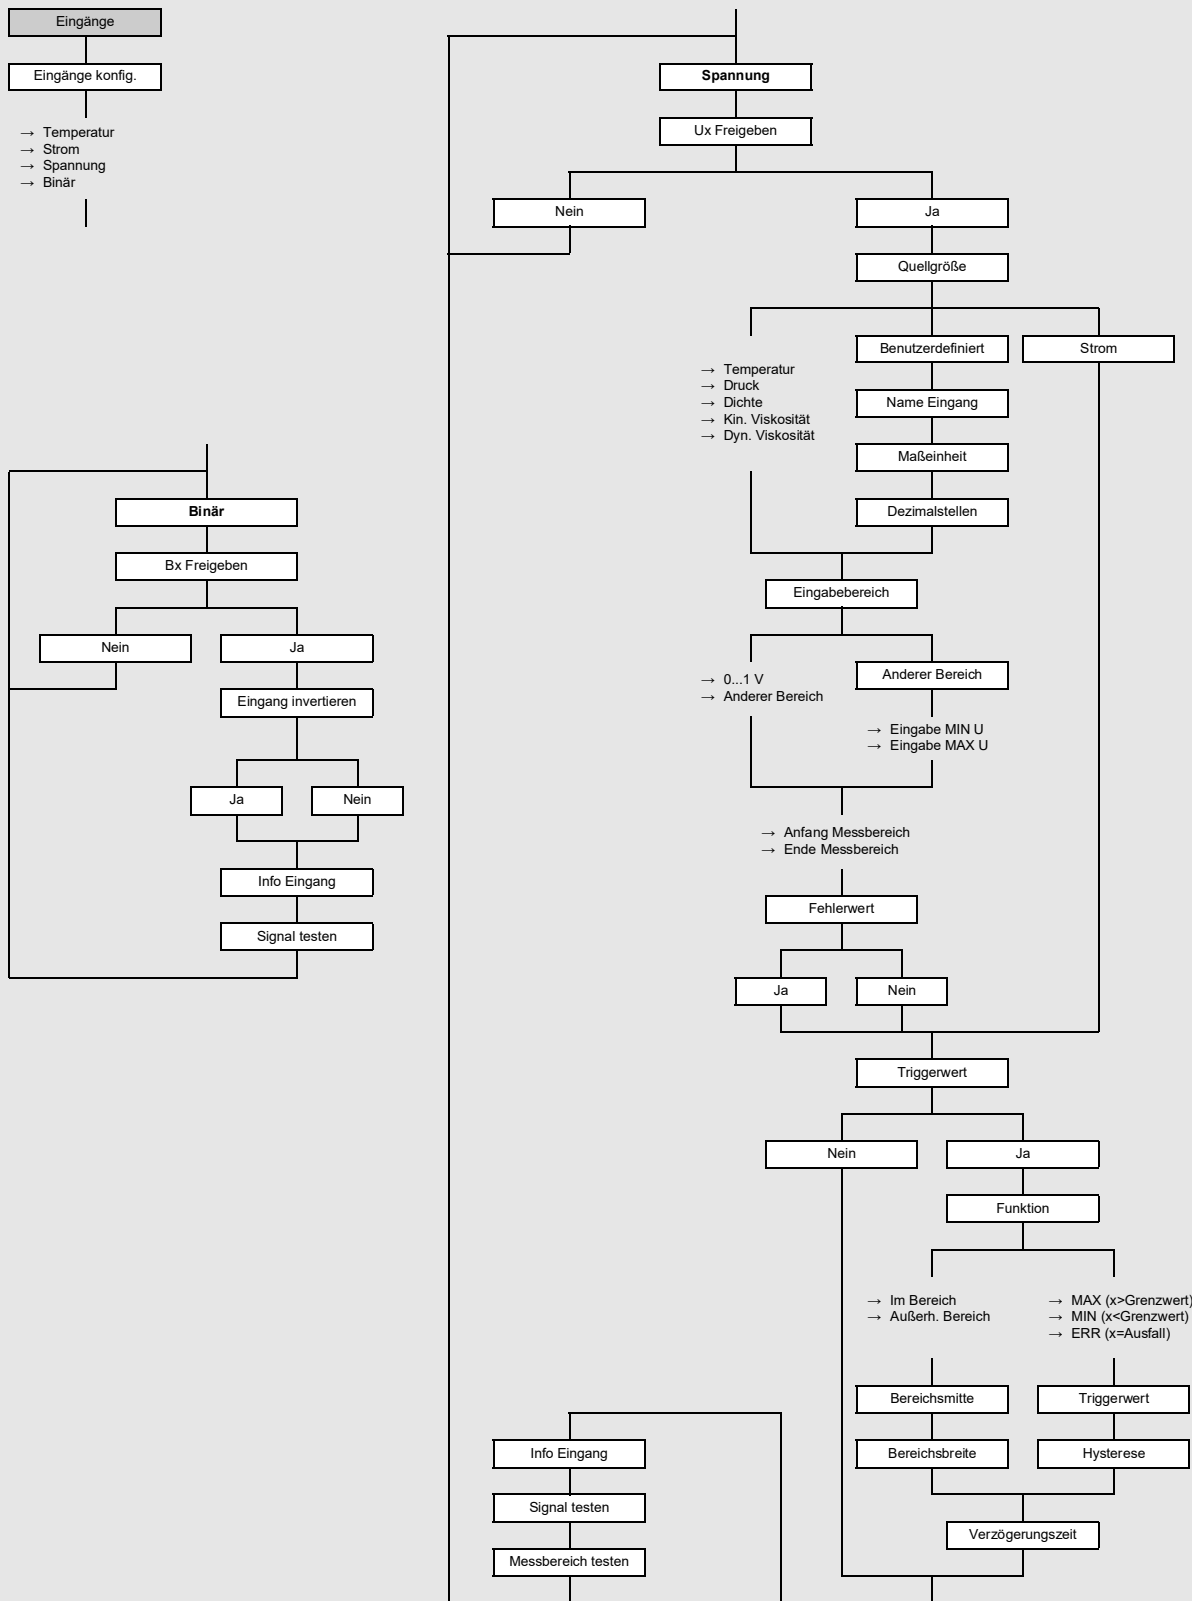 Eingänge
Eingänge konfig.
→ Temperatur
→ Strom
→ Spannung
→ Binär
Binär
Bx Freigeben
Nein
Ja
Eingang invertieren
Ja
Nein
Info Eingang
Signal testen
Spannung
Ux Freigeben
Nein
Ja
Quellgröße
Benutzerdefiniert
Strom
→ Temperatur
→ Druck
→ Dichte
→ Kin. Viskosität
→ Dyn. Viskosität
Name Eingang
Maßeinheit
Dezimalstellen
Eingabebereich
→ 0...1 V
→ Anderer Bereich
Anderer Bereich
→ Eingabe MIN U
→ Eingabe MAX U
→ Anfang Messbereich
→ Ende Messbereich
Fehlerwert
Ja
Nein
Triggerwert
Nein
Ja
Funktion
→ Im Bereich
→ Außerh. Bereich
→ MAX (x>Grenzwert)
→ MIN (x<Grenzwert)
→ ERR (x=Ausfall)
Bereichsmitte
Triggerwert
Bereichsbreite
Hysterese
Verzögerungszeit
Info Eingang
Signal testen
Messbereich testen